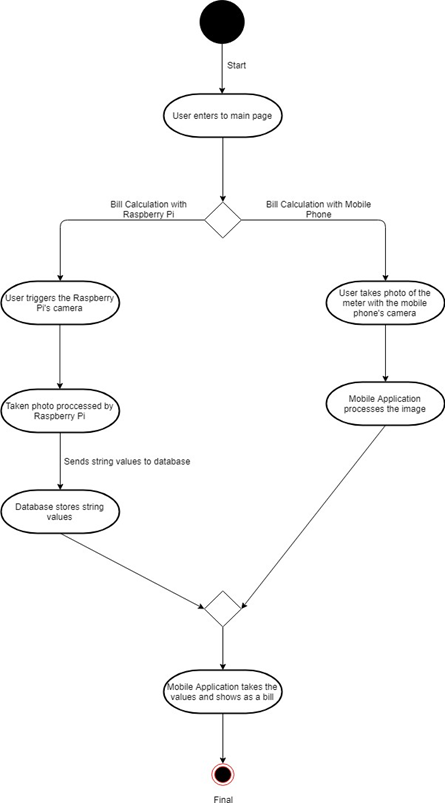 Start
User enters to main page
Bill Calculation with
Raspberry Pi
Bill Calculation with Mobile
Phone
User triggers the Raspberry
Pi's camera
User takes photo of the
meter with the mobile
phone's camera
Taken photo proccessed by
Raspberry Pi
Mobile Application
processes the image
Sends string values to database
Database stores string
values
Mobile Application takes the
values and shows as a bill
Final